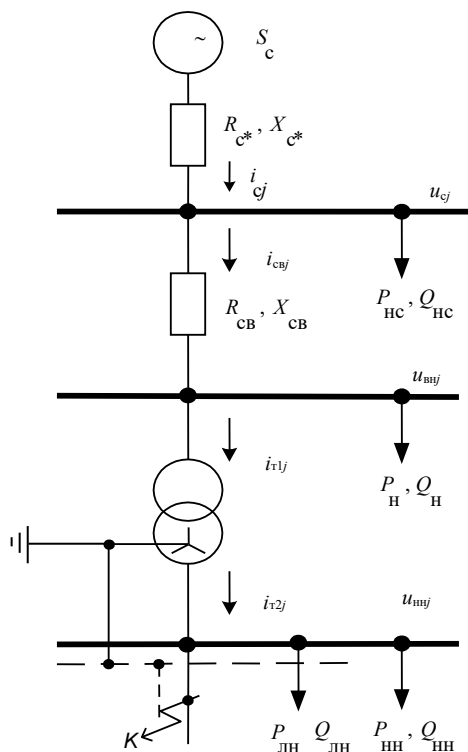 ~ S с
R с* , X с*
i сj
u сj
i свj
P нс , Q нс
R св , X св
u внj
i т1j
P н , Q н
i т2j
u ннj
P лн Q лн P нн , Q нн
K